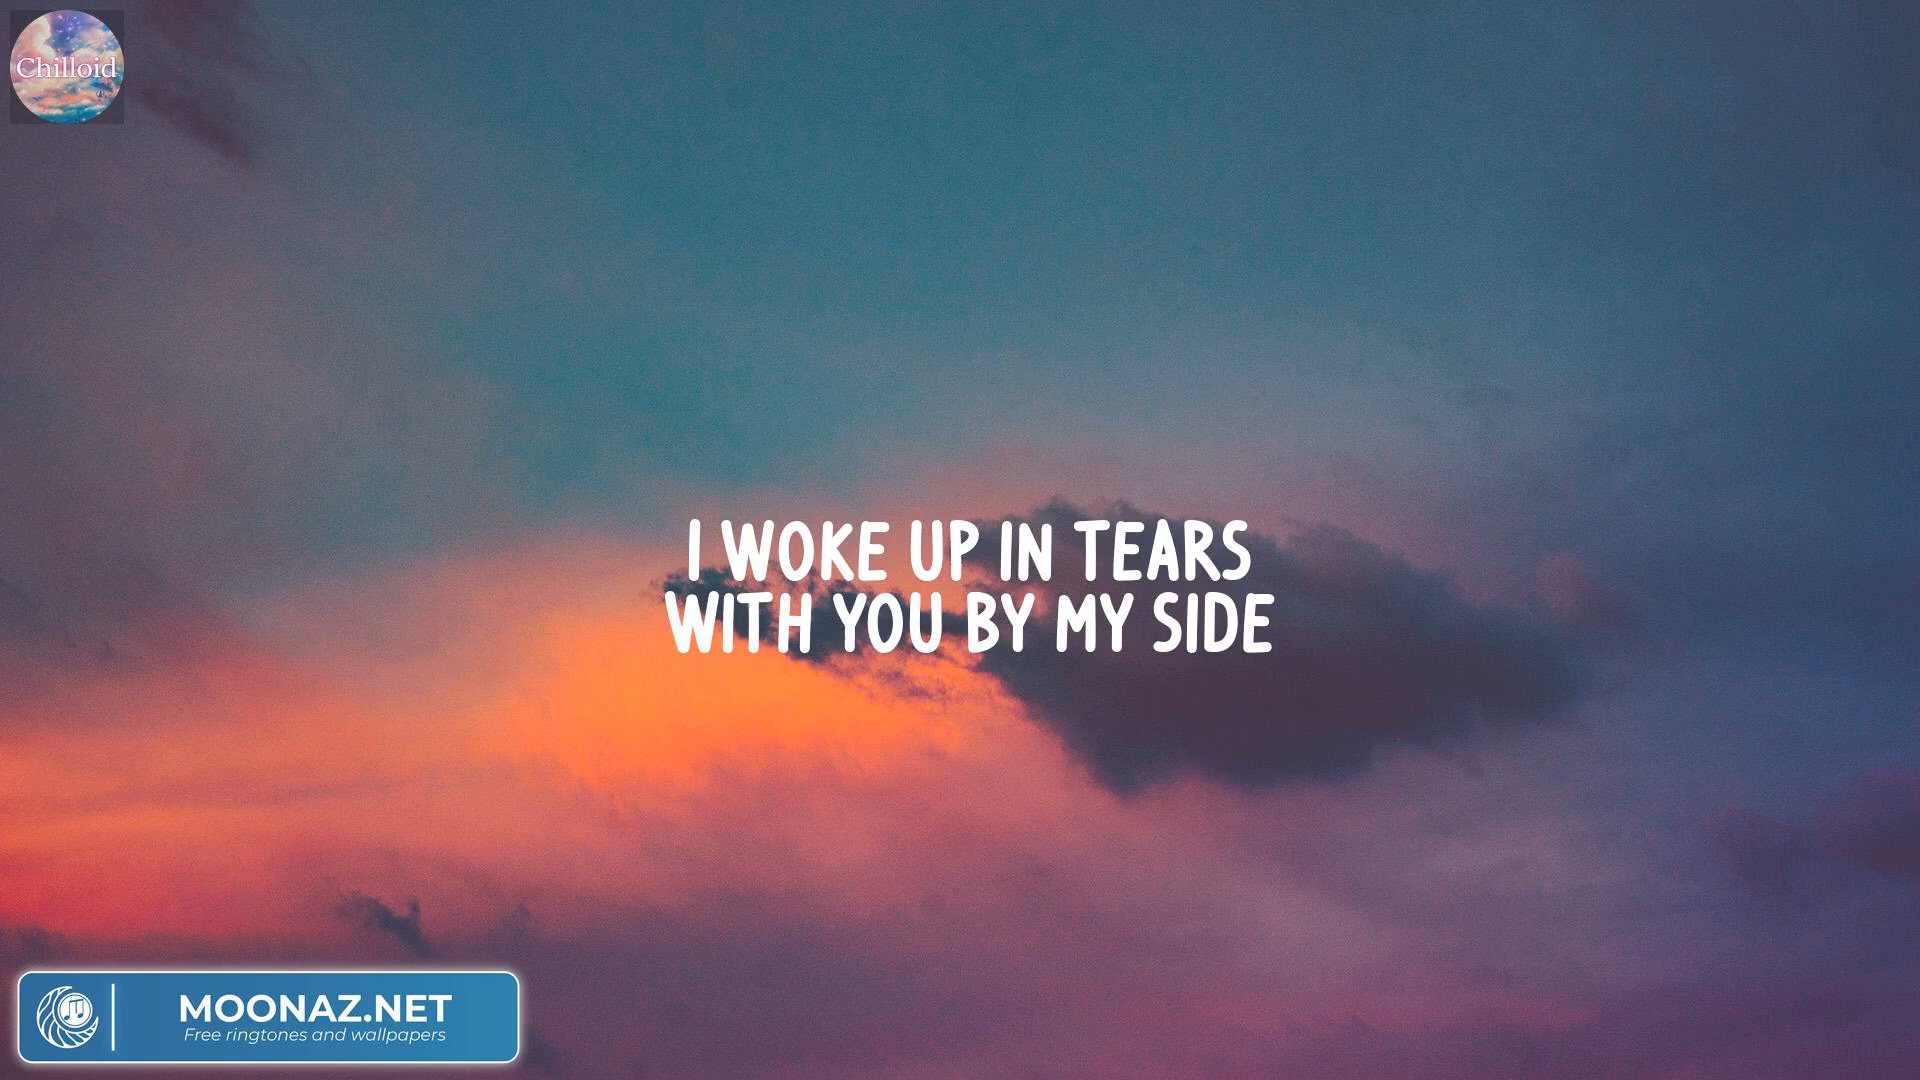 Chilloid
I WOKE UP IN TEARS
WITH YOU BY MY SIDE
MOONAZ.NET
Free ringtones and wallpapers